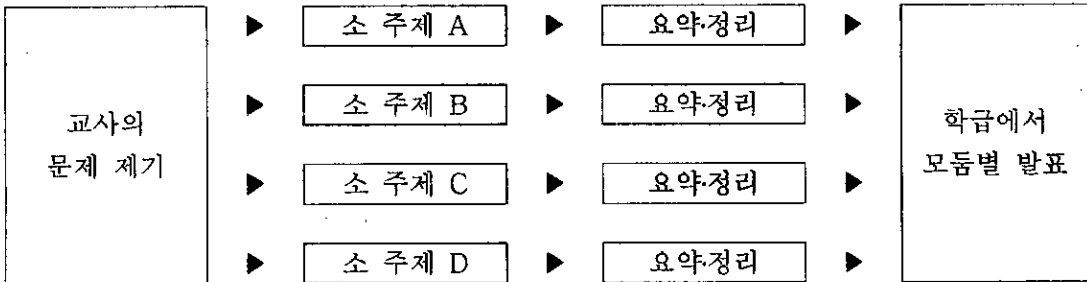 교사의
문제 제기
▶ 소 주제 A ▶ 요약·정리 ▶
▶ 소 주제 B ▶ 요약·정리 ▶
▶ 소 주제 C ▶ 요약·정리 ▶
▶ 소 주제 D ▶ 요약·정리 ▶
학급에서
모둠별 발표